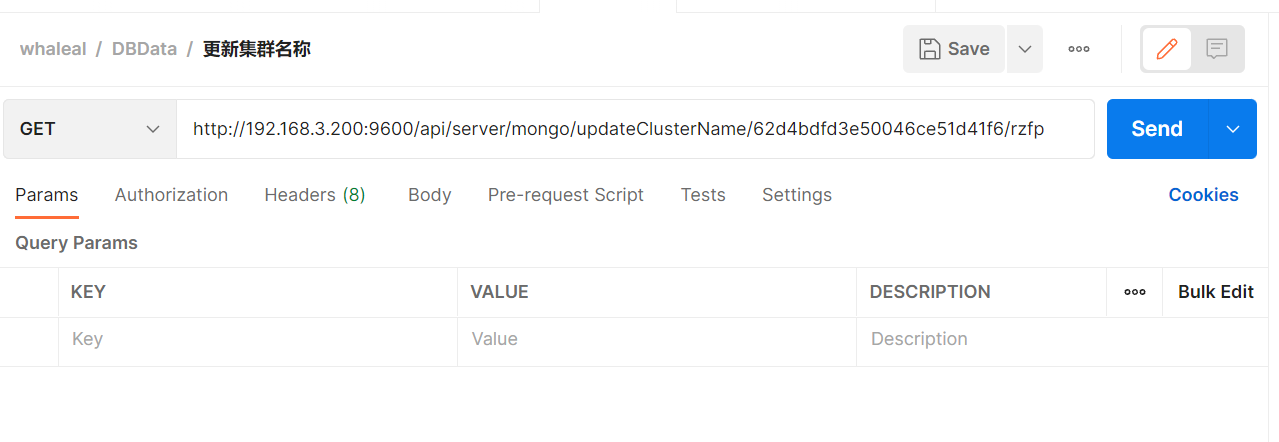 whaleal / DBData / 更新集群名称
Save
GET
http://192.168.3.200:9600/api/server/mongo/updateClusterName/62d4bdfd3e50046ce51d41f6/rzfp
Send
Params Authorization Headers (8) Body Pre-request Script Tests Settings Cookies
Query Params
KEY VALUE DESCRIPTION Bulk Edit
Key Value Description